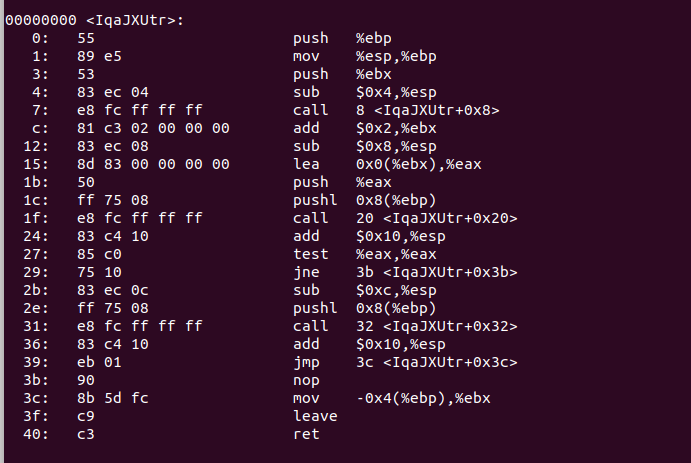 00000000 <IqaJXUtr>:
   0:   55                      push   %ebp
   1:   89 e5                   mov    %esp,%ebp
   3:   53                      push   %ebx
   4:   83 ec 04                sub    $0x4,%esp
   7:   e8 fc ff ff ff          call   8 <IqaJXUtr+0x8>
   c:   81 c3 02 00 00 00       add    $0x2,%ebx
  12:   83 ec 08                sub    $0x8,%esp
  15:   8d 83 00 00 00 00       lea    0x0(%ebx),%eax
  1b:   50                      push   %eax
  1c:   ff 75 08                pushl  0x8(%ebp)
  1f:   e8 fc ff ff ff          call   20 <IqaJXUtr+0x20>
  24:   83 c4 10                add    $0x10,%esp
  27:   85 c0                   test   %eax,%eax
  29:   75 10                   jne    3b <IqaJXUtr+0x3b>
  2b:   83 ec 0c                sub    $0xc,%esp
  2e:   ff 75 08                pushl  0x8(%ebp)
  31:   e8 fc ff ff ff          call   32 <IqaJXUtr+0x32>
  36:   83 c4 10                add    $0x10,%esp
  39:   eb 01                   jmp    3c <IqaJXUtr+0x3c>
  3b:   90                      nop
  3c:   8b 5d fc                mov    -0x4(%ebp),%ebx
  3f:   c9                      leave
  40:   c3                      ret